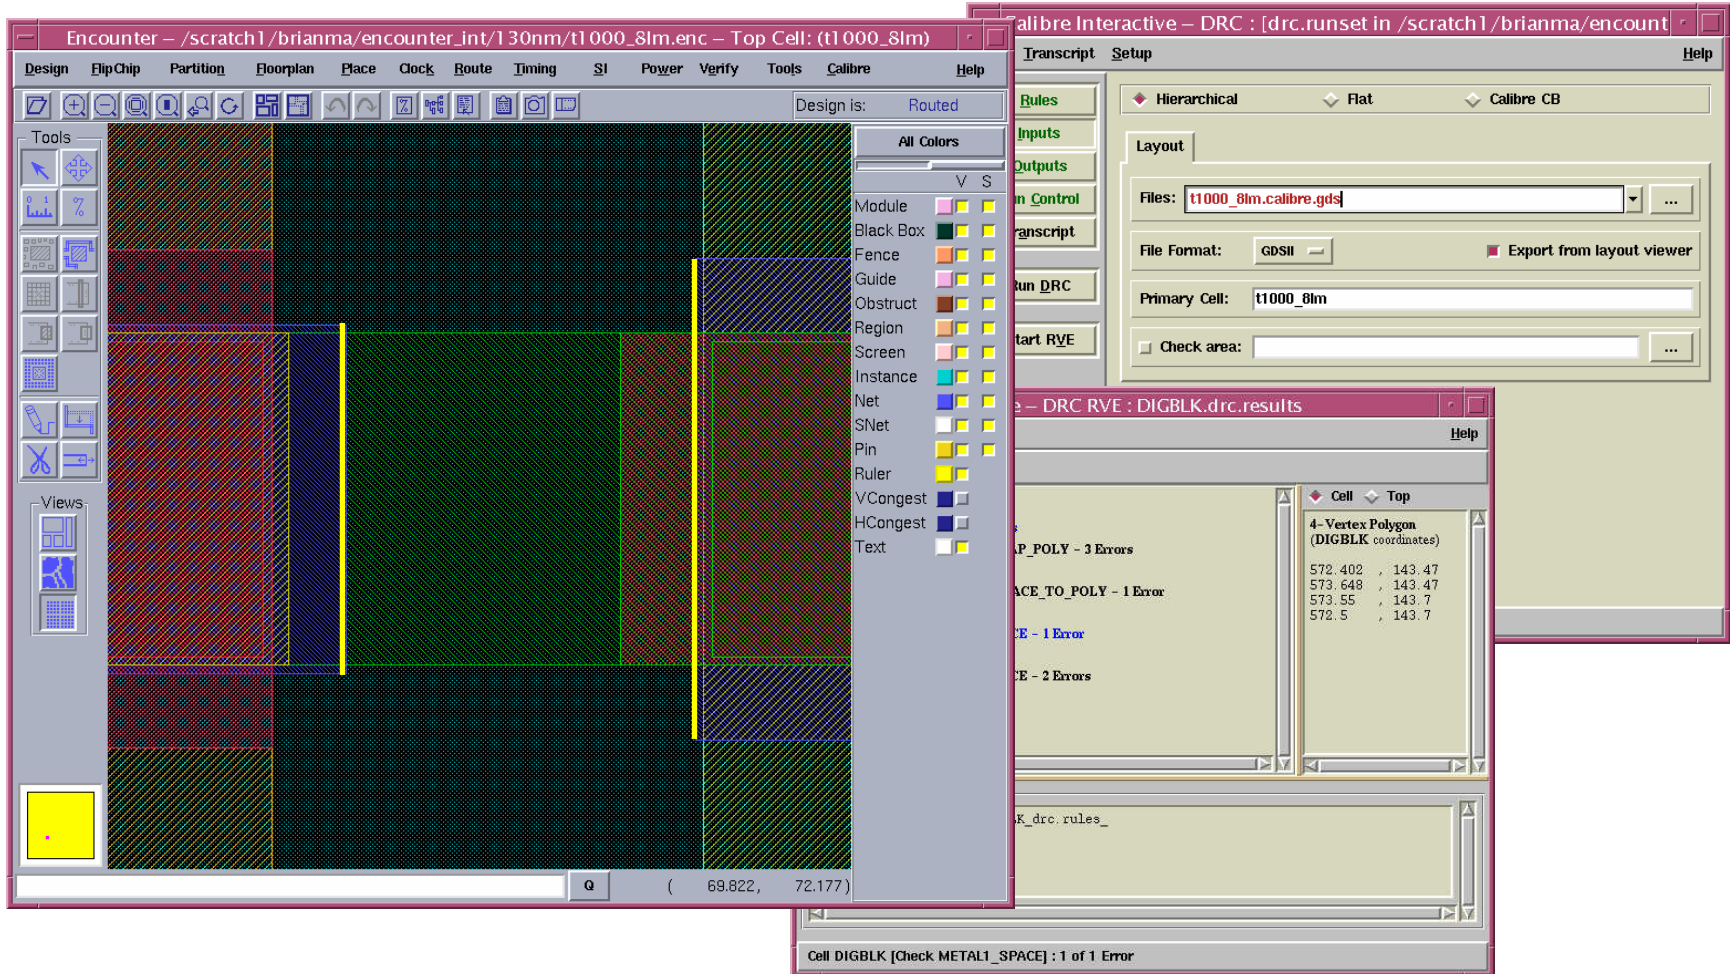 Encounter – /scratch1/brianma/encounter_int/130nm/t1000_8lm.enc – Top Cell: (t1000_8lm)
Design FlipChip Partition Floorplan Place Clock Route Timing SI Power Verify Tools Calibre Help
Design is: Routed
Tools
0 1
%
Views
All Colors
V S
Module
Black Box
Fence
Guide
Obstruct
Region
Screen
Instance
Net
SNet
Pin
Ruler
VCongest
HCongest
Text
Q ( 69.822, 72.177)
alibre Interactive – DRC : [drc.runset in /scratch1/brianma/encount
Transcript Setup Help
Rules
Inputs
Outputs
un Control
ranscript
un DRC
tart RVE
Hierarchical Flat Calibre CB
Layout
Files: t1000_8lm.calibre.gds ...
File Format: GDSII Export from layout viewer
Primary Cell: t1000_8lm
Check area: ...
e – DRC RVE : DIGBLK.drc.results
Help
s
AP_POLY – 3 Errors
ACE_TO_POLY – 1 Error
CE – 1 Error
CE – 2 Errors
Cell Top
4–Vertex Polygon
(DIGBLK coordinates)
572.402 , 143.47
573.648 , 143.47
573.55 , 143.7
572.5 , 143.7
K_drc.rules_
Cell DIGBLK [Check METAL1_SPACE] : 1 of 1 Error